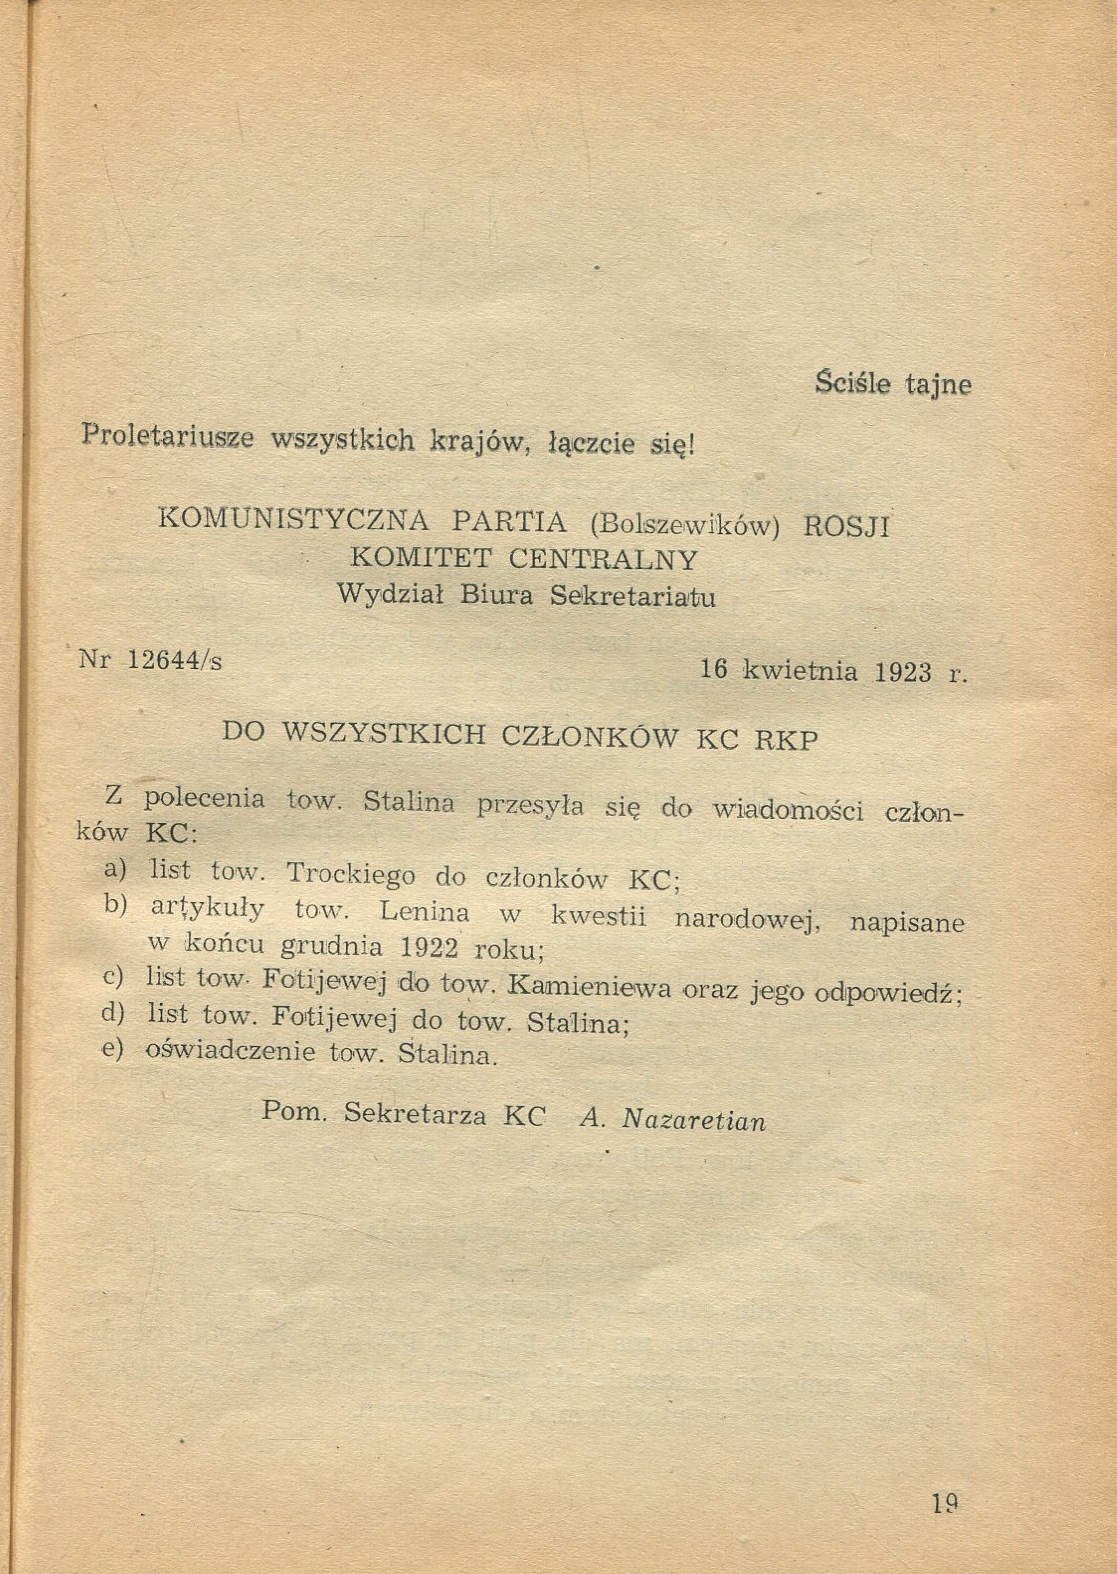 Ściśle tajne
Proletariusze wszystkich krajów, łączcie się!
KOMUNISTYCZNA PARTIA (Bolszewików) ROSJI
KOMITET CENTRALNY
Wydział Biura Sekretariatu
Nr 12644/s
16 kwietnia 1923 r.
DO WSZYSTKICH CZŁONKÓW KC RKP
Z polecenia tow. Stalina przesyła się do wiadomości człon-
ków KC:
a) list tow. Trockiego do członków KC;
b) artykuły tow. Lenina w kwestii narodowej, napisane
w końcu grudnia 1922 roku;
c) list tow. Fotijewej do tow. Kamieniewa oraz jego odpowiedź;
d) list tow. Fotijewej do tow. Stalina;
e) oświadczenie tow. Stalina.
Pom. Sekretarza KC A. Nazaretian
19